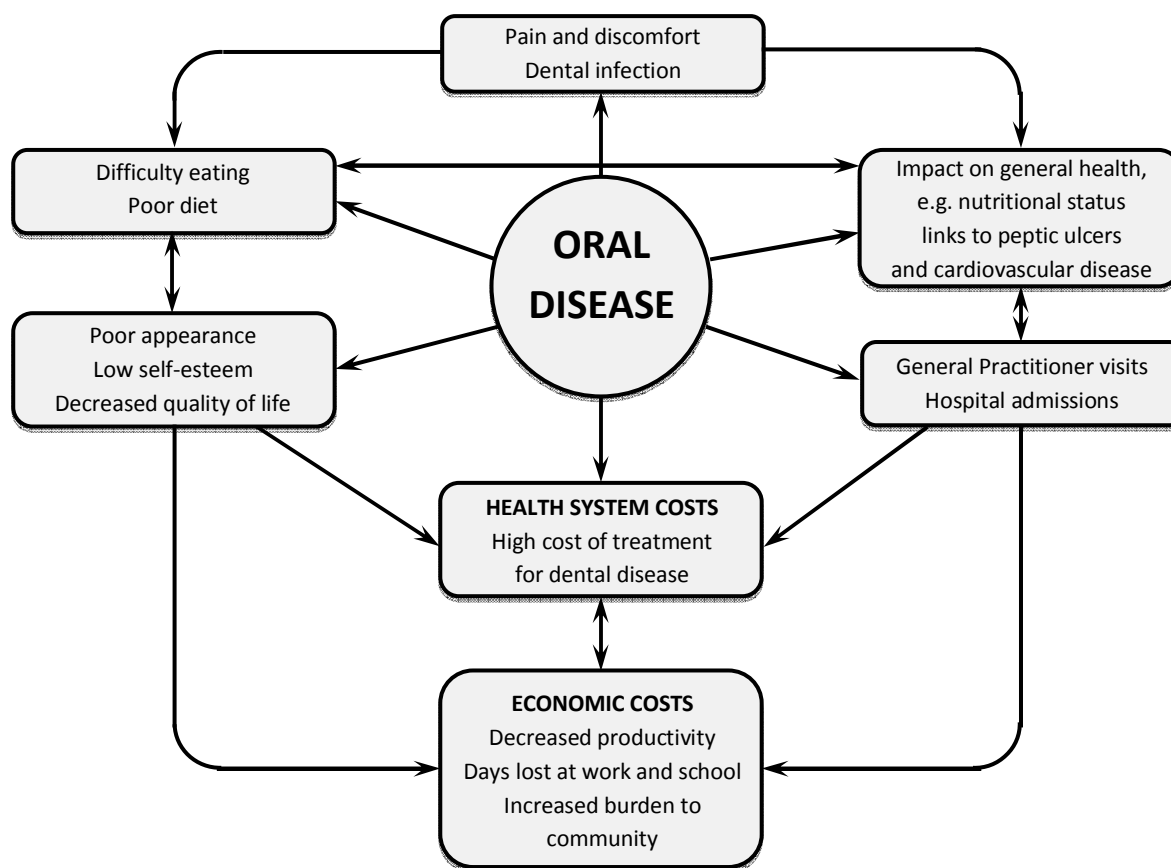 Pain and discomfort
Dental infection
Difficulty eating
Poor diet
Impact on general health,
e.g. nutritional status
links to peptic ulcers
and cardiovascular disease
ORAL
DISEASE
Poor appearance
Low self-esteem
Decreased quality of life
General Practitioner visits
Hospital admissions
HEALTH SYSTEM COSTS
High cost of treatment
for dental disease
ECONOMIC COSTS
Decreased productivity
Days lost at work and school
Increased burden to
community